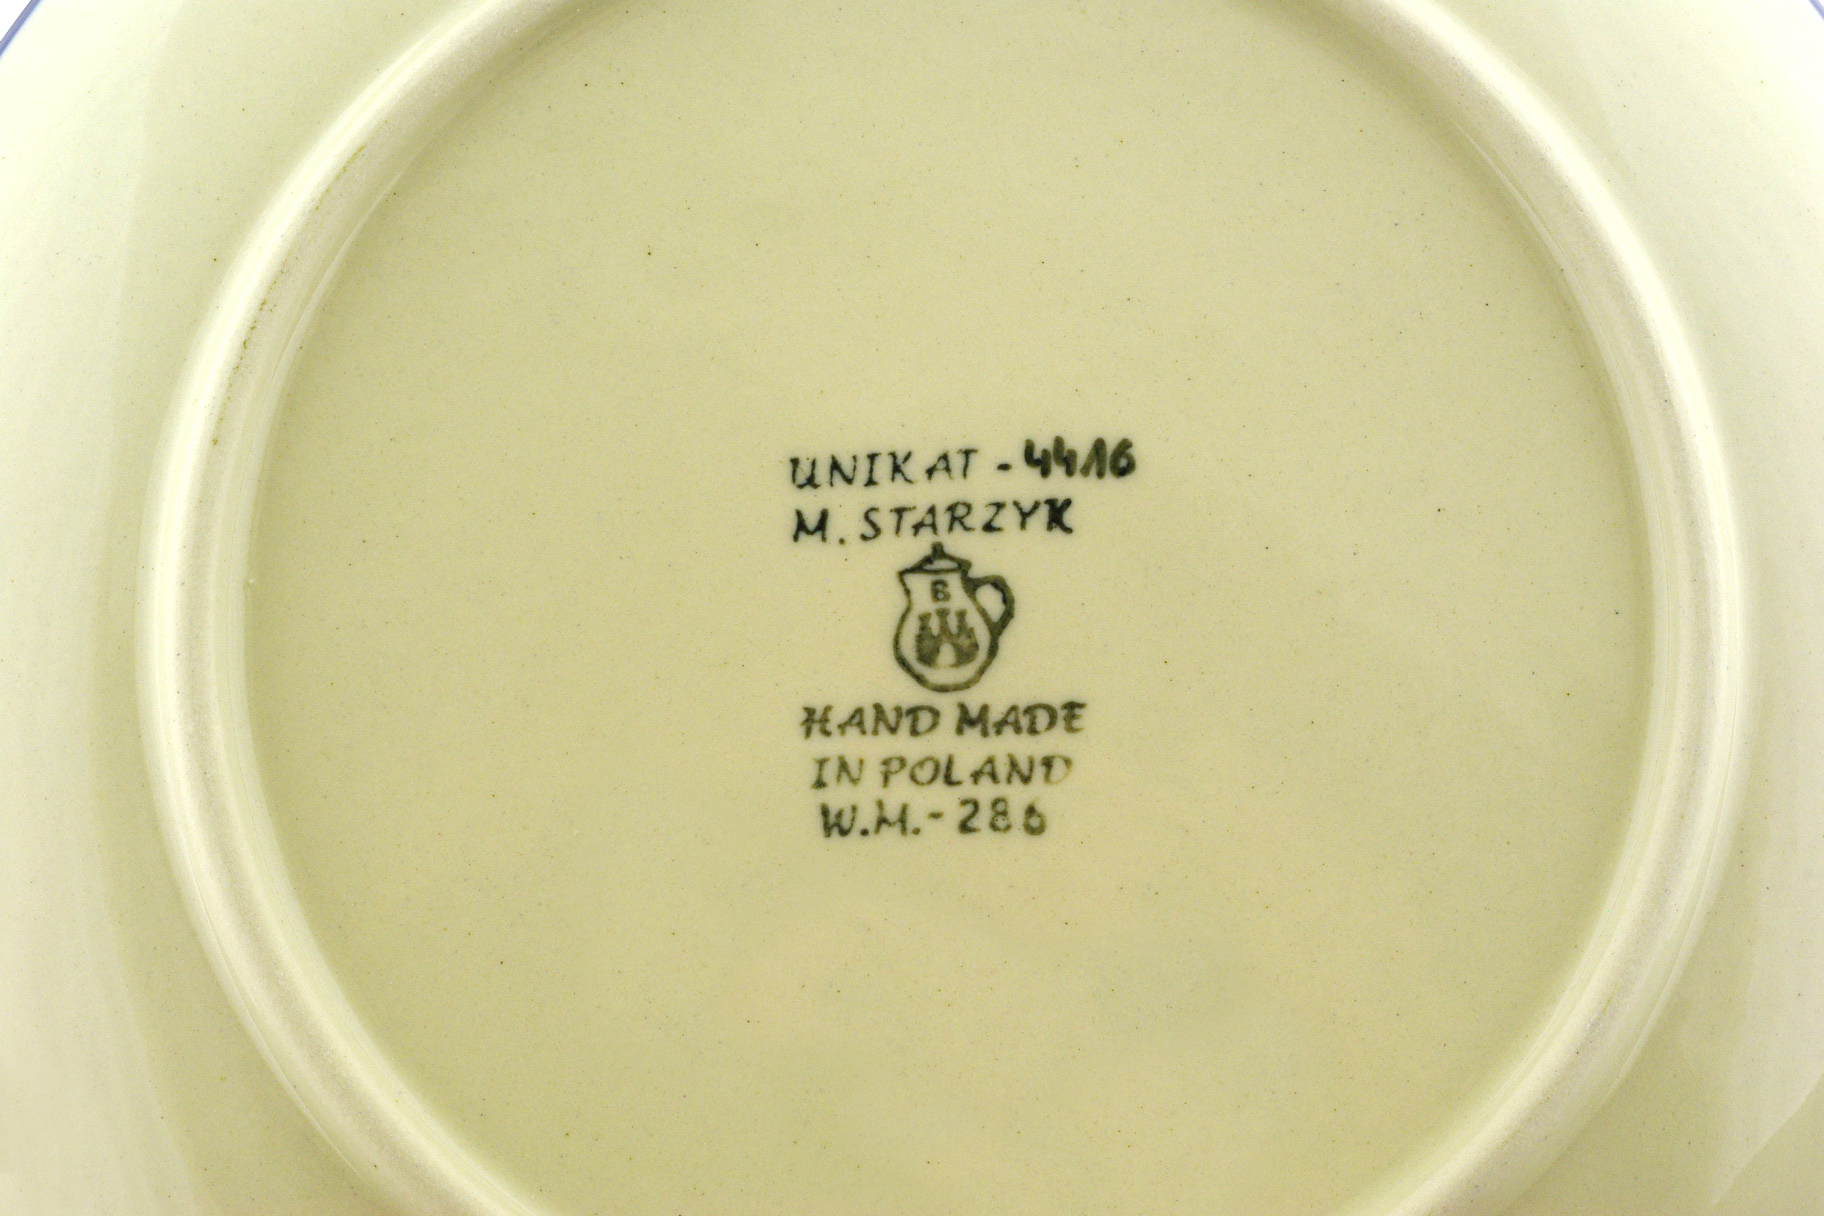 UNIKAT - 4416
M. STARZYK
B
HAND MADE
IN POLAND
W.M.- 286